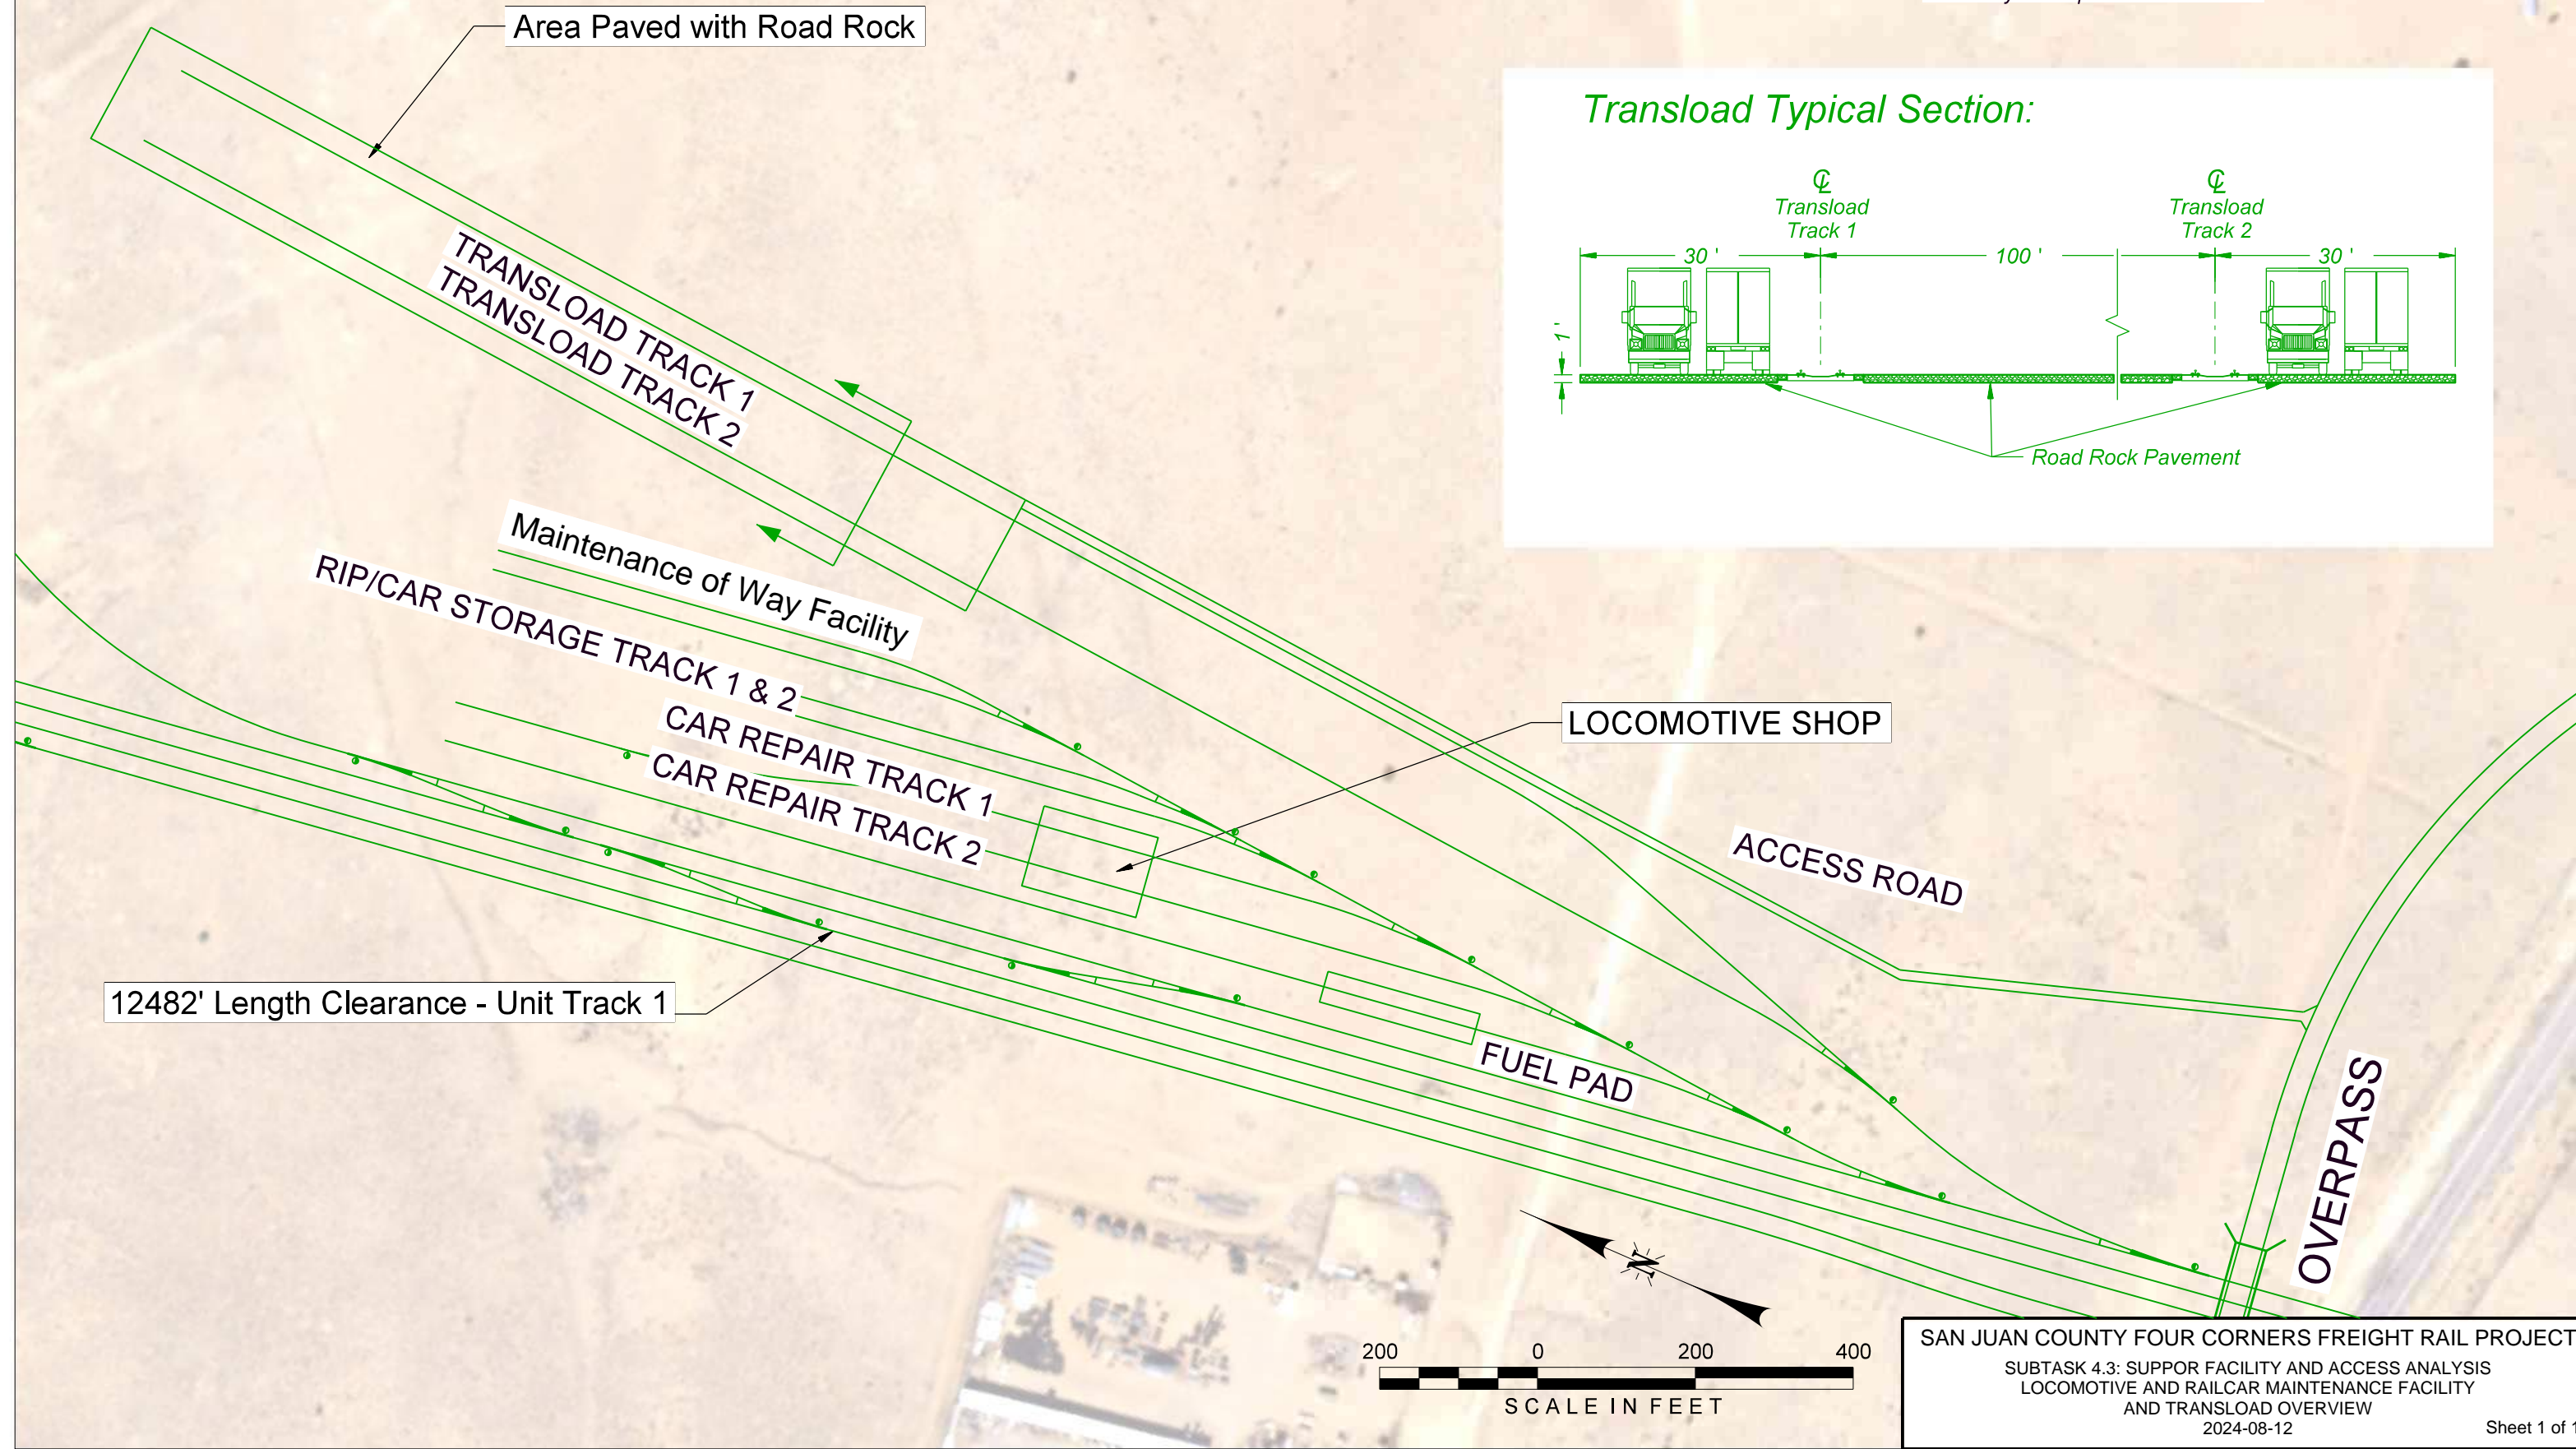 Area Paved with Road Rock
Transload Typical Section:
℄
Transload
Track 1
℄
Transload
Track 2
30 '
100 '
30 '
1 '
Road Rock Pavement
TRANSLOAD TRACK 1
TRANSLOAD TRACK 2
Maintenance of Way Facility
RIP/CAR STORAGE TRACK 1 & 2
CAR REPAIR TRACK 1
CAR REPAIR TRACK 2
LOCOMOTIVE SHOP
ACCESS ROAD
12482' Length Clearance - Unit Track 1
FUEL PAD
OVERPASS
N
200 0 200 400
SCALE IN FEET
SAN JUAN COUNTY FOUR CORNERS FREIGHT RAIL PROJECT
SUBTASK 4.3: SUPPOR FACILITY AND ACCESS ANALYSIS
LOCOMOTIVE AND RAILCAR MAINTENANCE FACILITY
AND TRANSLOAD OVERVIEW
2024-08-12
Sheet 1 of 1